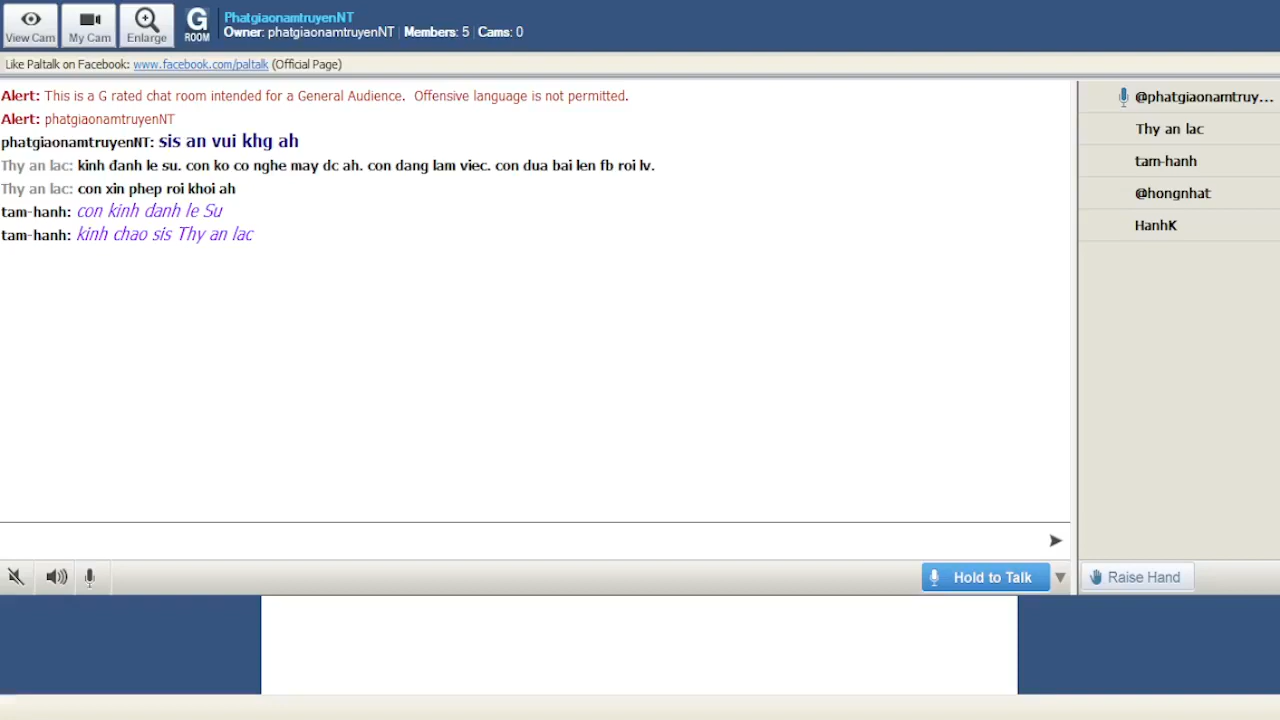 View Cam
My Cam
Enlarge
G
ROOM
PhatgiaonamtruyenNT
Owner: phatgiaonamtruyenNT | Members: 5 | Cams: 0
Like Paltalk on Facebook: www.facebook.com/paltalk (Official Page)
Alert: This is a G rated chat room intended for a General Audience. Offensive language is not permitted.
Alert: phatgiaonamtruyenNT
phatgiaonamtruyenNT: sis an vui khg ah
Thy an lac: kinh đanh le su. con ko co nghe may dc ah. con dang lam viec. con dua bai len fb roi lv.
Thy an lac: con xin phep roi khoi ah
tam-hanh: con kinh danh le Su
tam-hanh: kinh chao sis Thy an lac
@phatgiaonamtruy...
Thy an lac
tam-hanh
@hongnhat
HanhK
Hold to Talk
Raise Hand